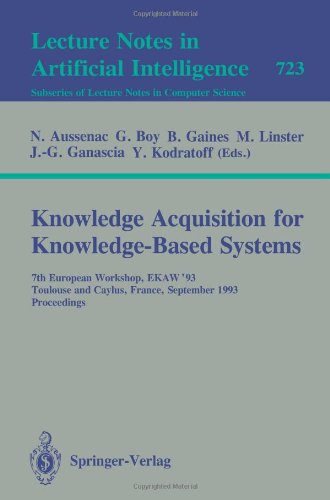 Lecture Notes in
Artificial Intelligence 723
Subseries of Lecture Notes in Computer Science
N. Aussenac G. Boy B. Gaines M. Linster
J.-G. Ganascia Y. Kodratoff (Eds.)
Knowledge Acquisition for
Knowledge-Based Systems
7th European Workshop, EKAW '93
Toulouse and Caylus, France, September 1993
Proceedings
Springer-Verlag